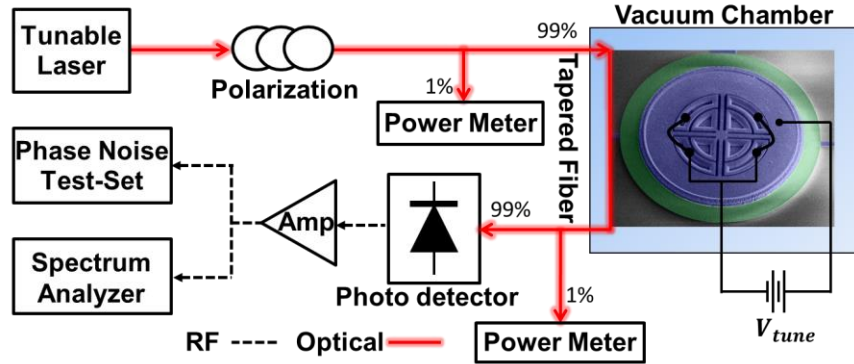 Tunable
Laser
Polarization
1%
Power Meter
99%
Tapered Fiber
Vacuum Chamber
Phase Noise
Test-Set
Spectrum
Analyzer
Amp
Photo detector
99%
1%
Power Meter
V_tune
RF
Optical